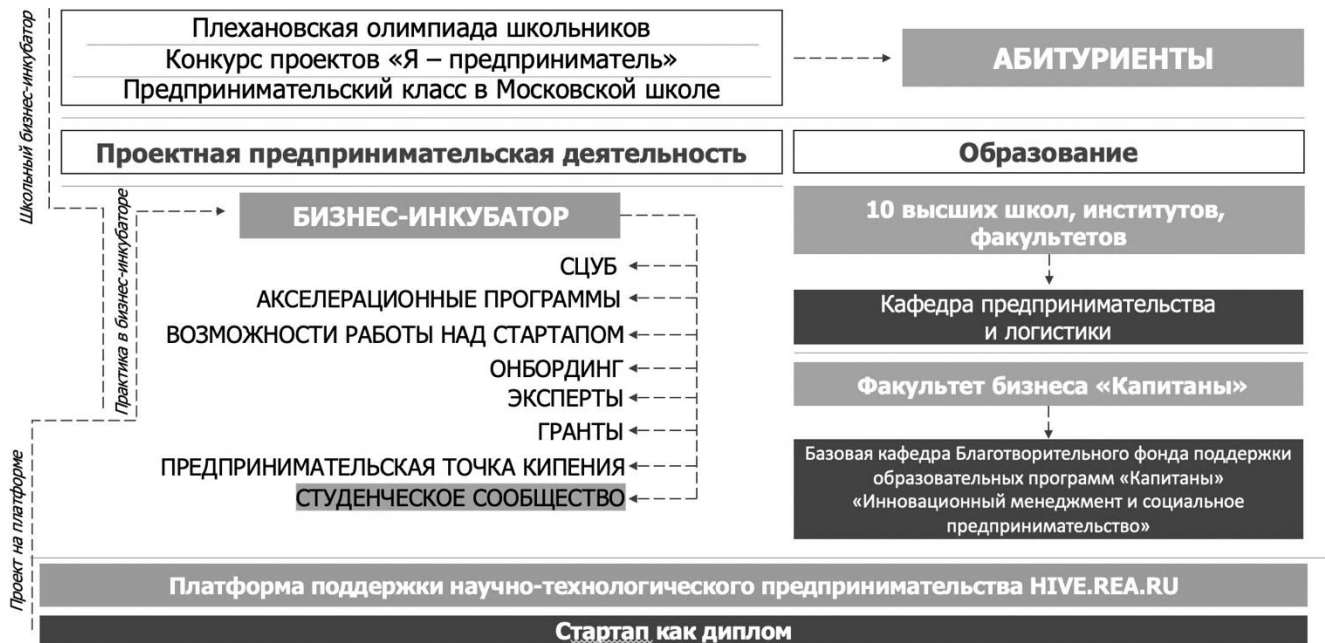 Школьный бизнес-инкубатор
Плехановская олимпиада школьников
Конкурс проектов «Я – предприниматель»
Предпринимательский класс в Московской школе
АБИТУРИЕНТЫ
Проектная предпринимательская деятельность
Образование
Практика в бизнес-инкубаторе
БИЗНЕС-ИНКУБАТОР
СЦУБ
АКСЕЛЕРАЦИОННЫЕ ПРОГРАММЫ
ВОЗМОЖНОСТИ РАБОТЫ НАД СТАРТАПОМ
ОНБОРДИНГ
ЭКСПЕРТЫ
ГРАНТЫ
ПРЕДПРИНИМАТЕЛЬСКАЯ ТОЧКА КИПЕНИЯ
СТУДЕНЧЕСКОЕ СООБЩЕСТВО
10 высших школ, институтов,
факультетов
Кафедра предпринимательства
и логистики
Факультет бизнеса «Капитаны»
Базовая кафедра Благотворительного фонда поддержки
образовательных программ «Капитаны»
«Инновационный менеджмент и социальное
предпринимательство»
Проект на платформе
Платформа поддержки научно-технологического предпринимательства HIVE.REA.RU
Стартап как диплом